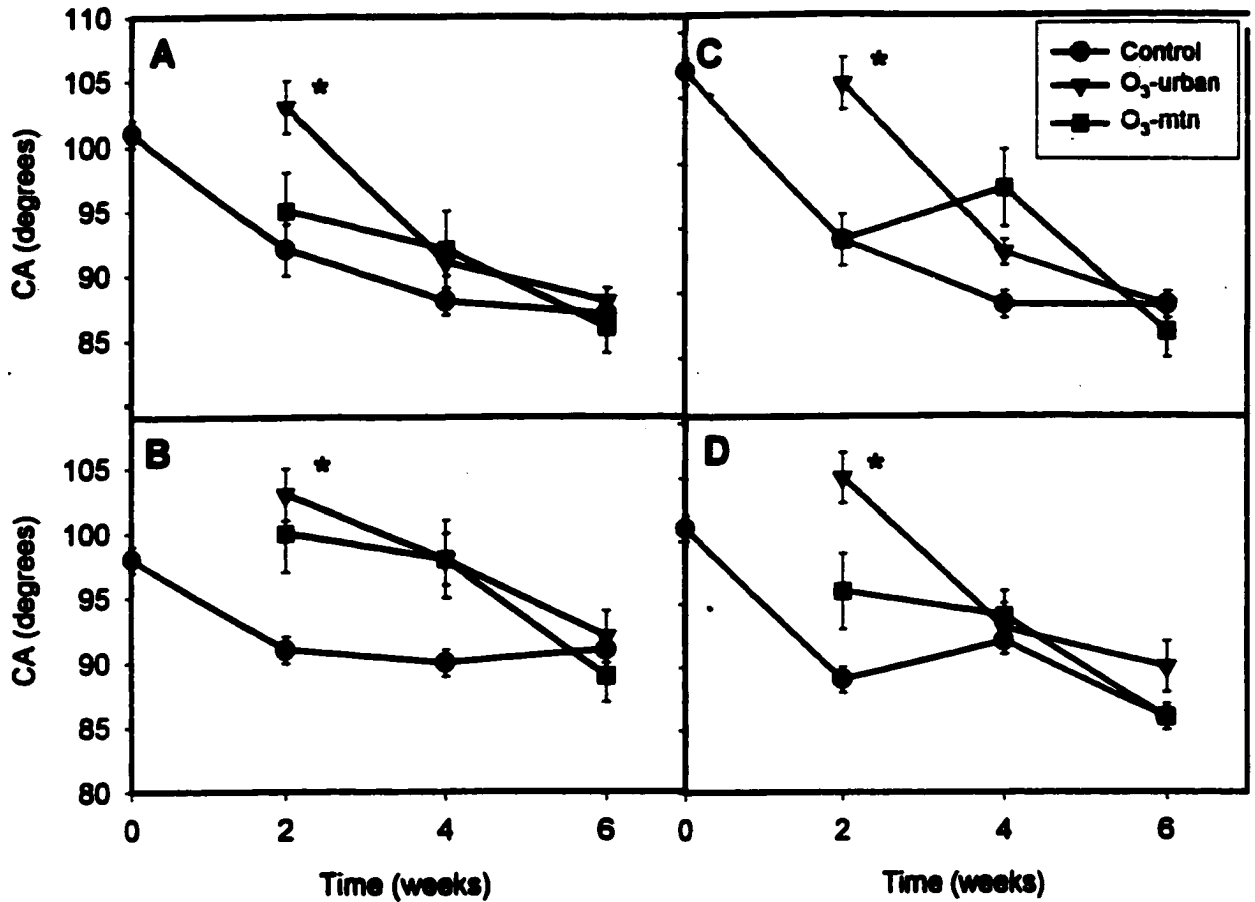 A
C
B
D
Control
O₃-urban
O₃-mtn
*
*
*
*
CA (degrees)
110
105
100
95
90
85
CA (degrees)
105
100
95
90
85
80
0
2
4
6
0
2
4
6
Time (weeks)
Time (weeks)